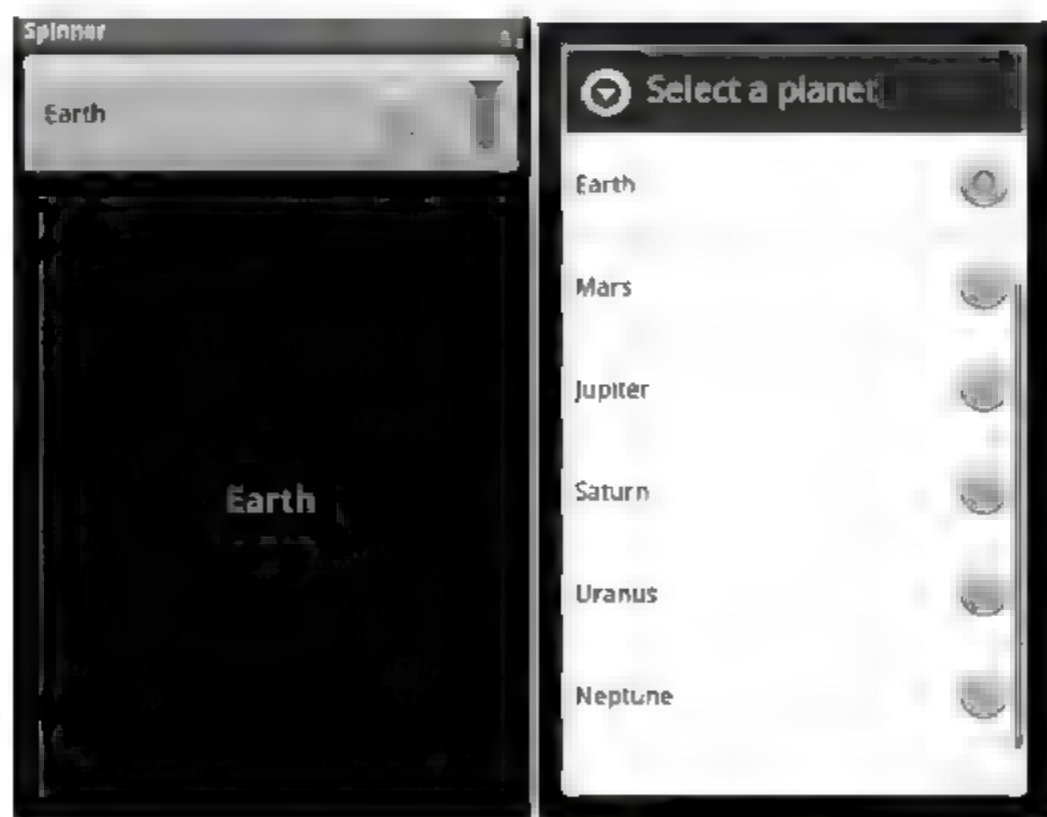 Spinner
Earth
Earth
Select a planet
Earth
Mars
Jupiter
Saturn
Uranus
Neptune